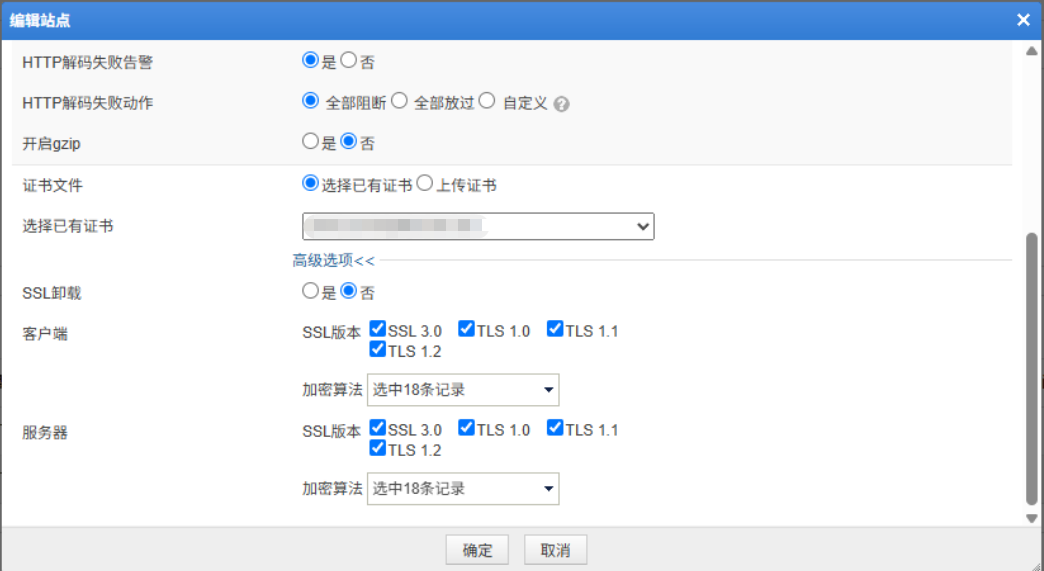 编辑站点
HTTP解码失败告警 是 否
HTTP解码失败动作 全部阻断 全部放过 自定义 ?
开启gzip 是 否
证书文件 选择已有证书 上传证书
选择已有证书
高级选项<<
SSL卸载 是 否
客户端 SSL版本 SSL 3.0 TLS 1.0 TLS 1.1
TLS 1.2
加密算法 选中18条记录
服务器 SSL版本 SSL 3.0 TLS 1.0 TLS 1.1
TLS 1.2
加密算法 选中18条记录
确定 取消